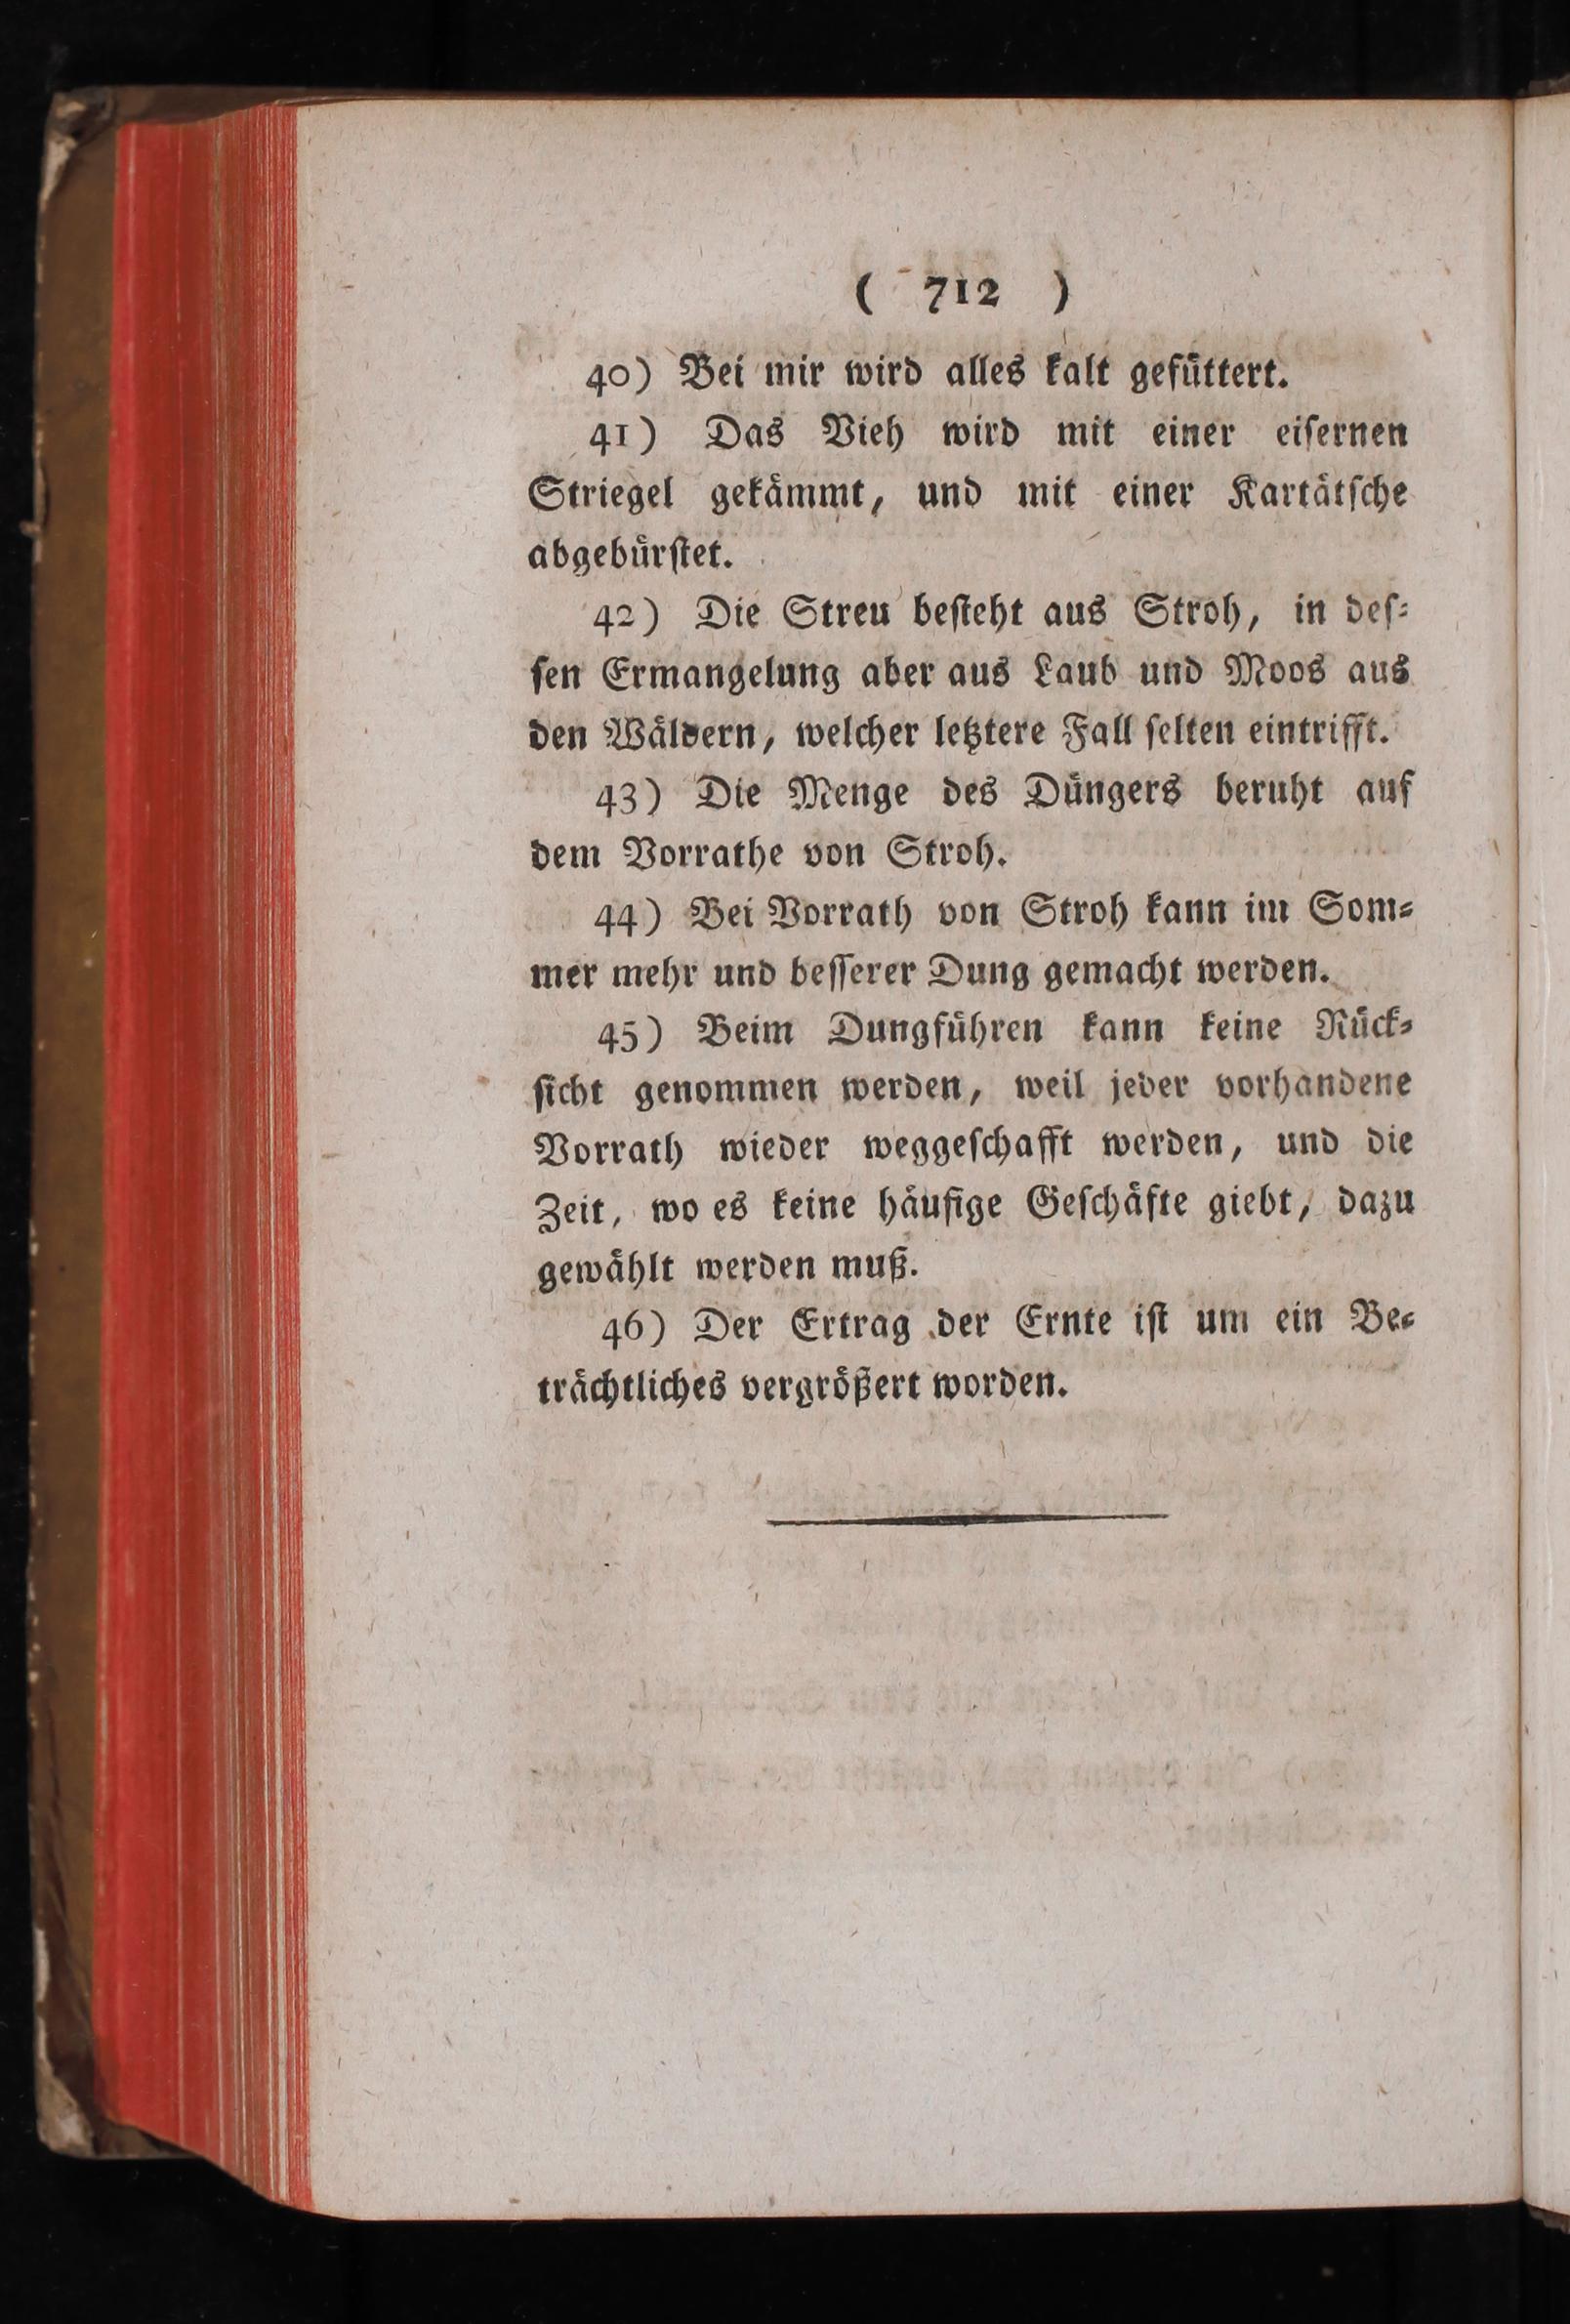 ( 712 )
40) Bei mir wird alles kalt gefüttert.
41) Das Vieh wird mit einer eiſernen
Striegel gekämmt, und mit einer Kartätſche
abgebürſtet.
42) Die Streu beſteht aus Stroh, in deſ⸗
ſen Ermangelung aber aus Laub und Moos aus
den Wäldern, welcher letztere Fall ſelten eintrifft.
43) Die Menge des Düngers beruht auf
dem Vorrathe von Stroh.
44) Bei Vorrath von Stroh kann im Som⸗
mer mehr und beſſerer Dung gemacht werden.
45) Beim Dungführen kann keine Rück⸗
ſicht genommen werden, weil jeder vorhandene
Vorrath wieder weggeſchafft werden, und die
Zeit, wo es keine häufige Geſchäfte giebt, dazu
gewählt werden muß.
46) Der Ertrag der Ernte iſt um ein Be⸗
trächtliches vergrößert worden.